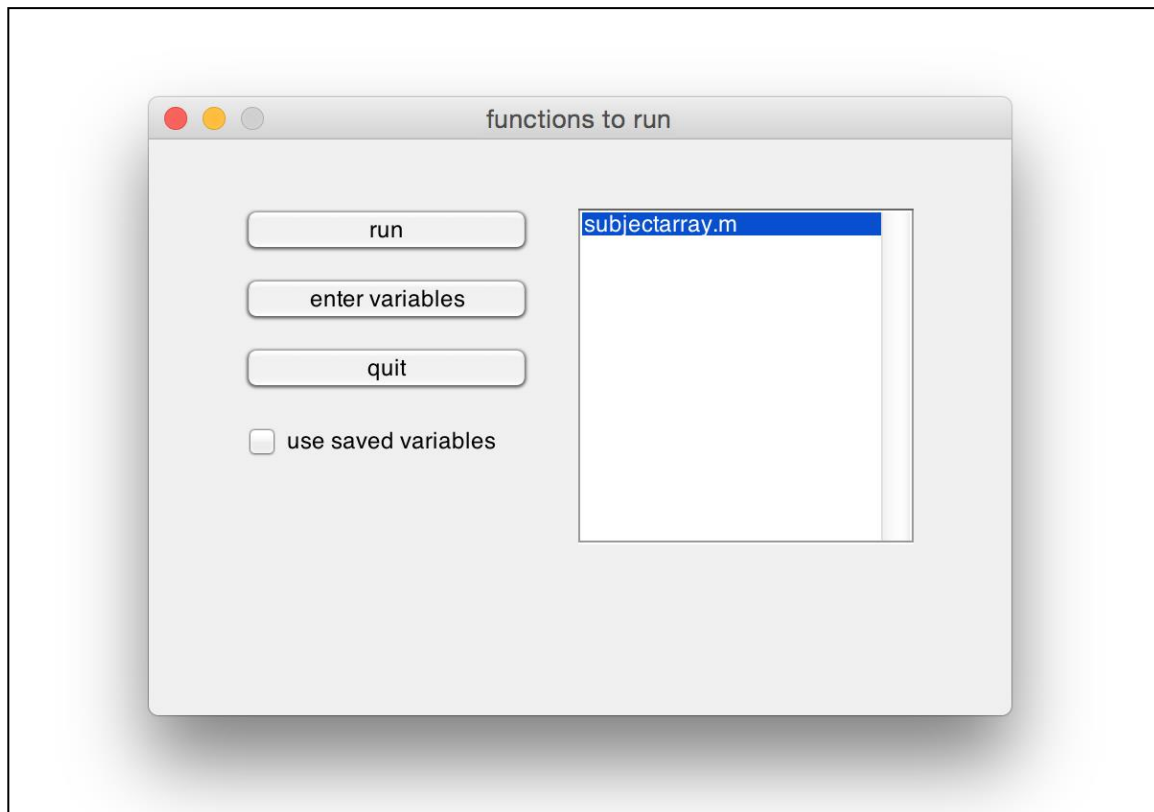 functions to run
run
enter variables
quit
use saved variables
subjectarray.m